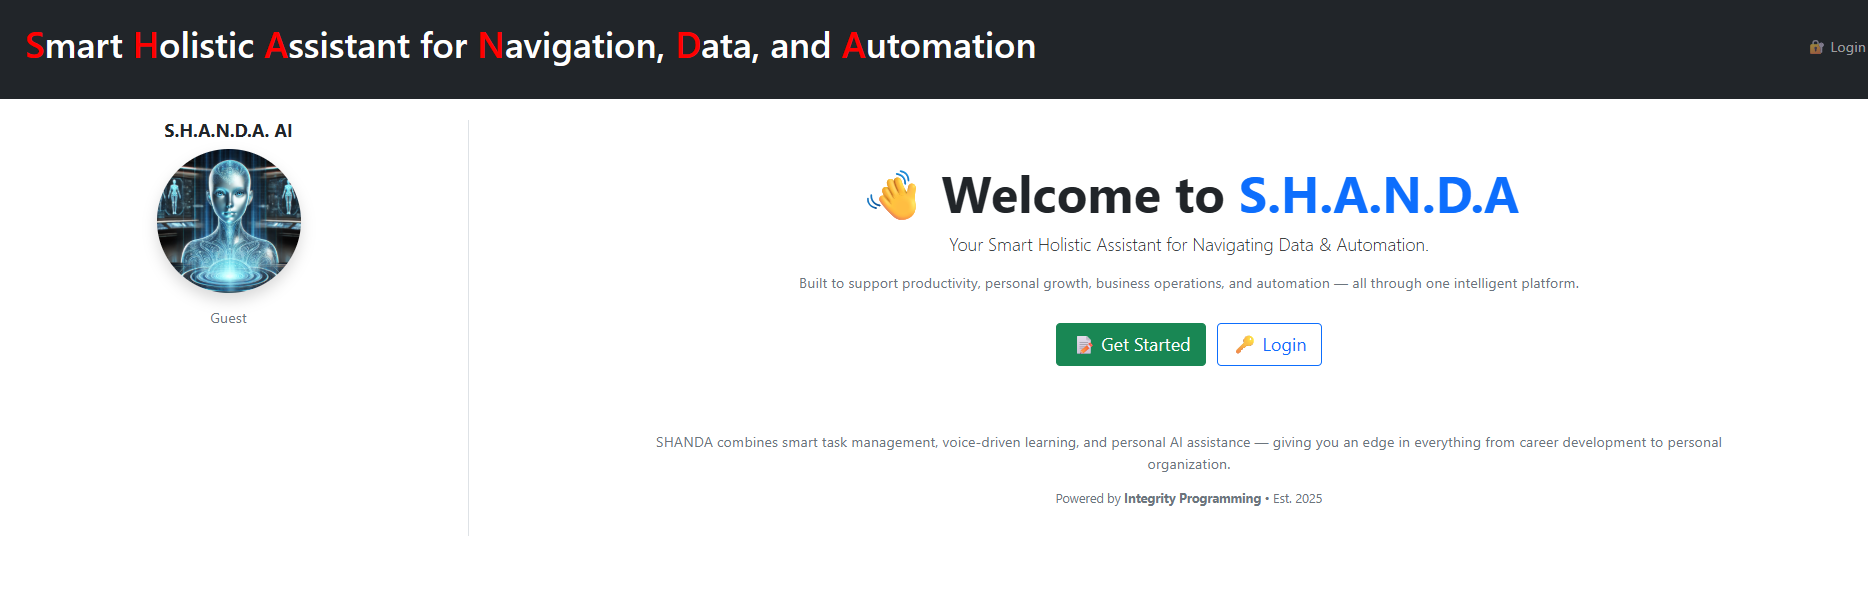 Smart Holistic Assistant for Navigation, Data, and Automation
🔐 Login
S.H.A.N.D.A. AI
Guest
👋 Welcome to S.H.A.N.D.A
Your Smart Holistic Assistant for Navigating Data & Automation.
Built to support productivity, personal growth, business operations, and automation — all through one intelligent platform.
📝 Get Started
🔑 Login
SHANDA combines smart task management, voice-driven learning, and personal AI assistance — giving you an edge in everything from career development to personal
organization.
Powered by Integrity Programming • Est. 2025